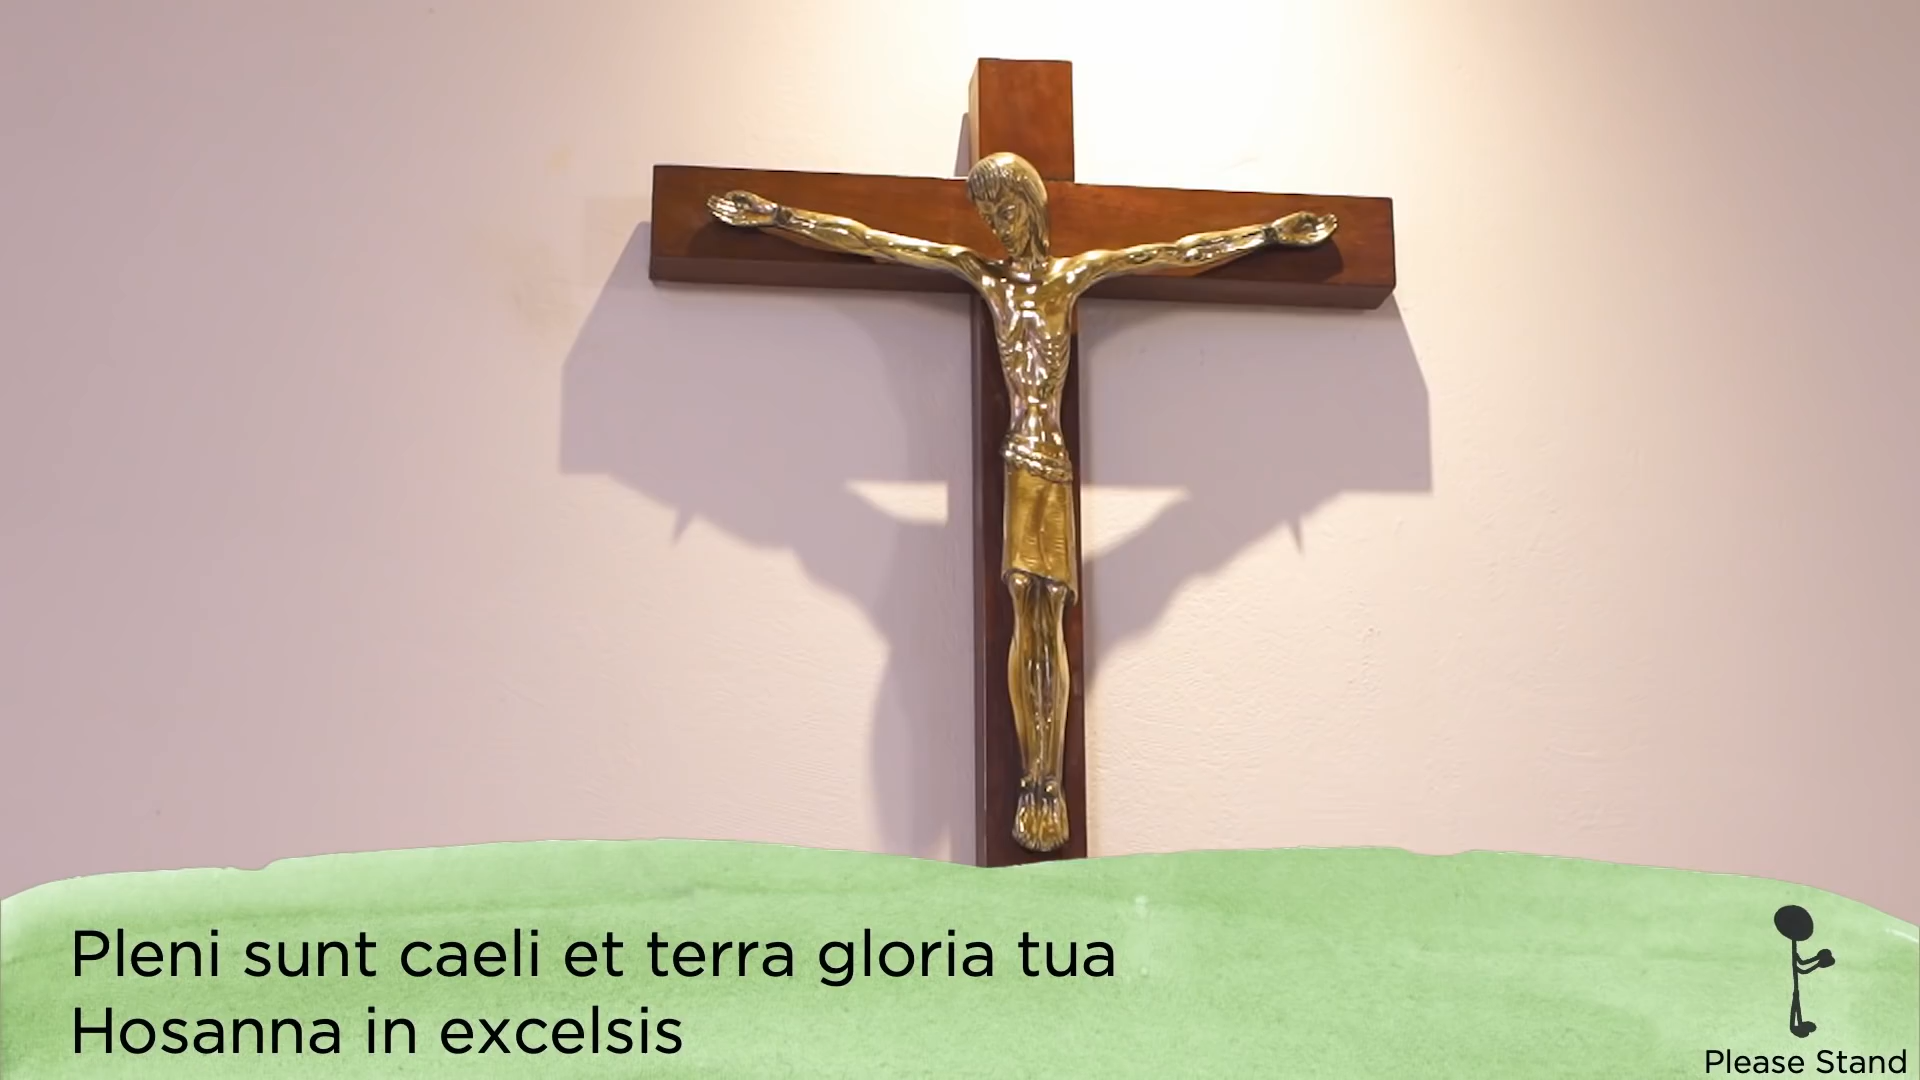 Pleni sunt caeli et terra gloria tua
Hosanna in excelsis
Please Stand